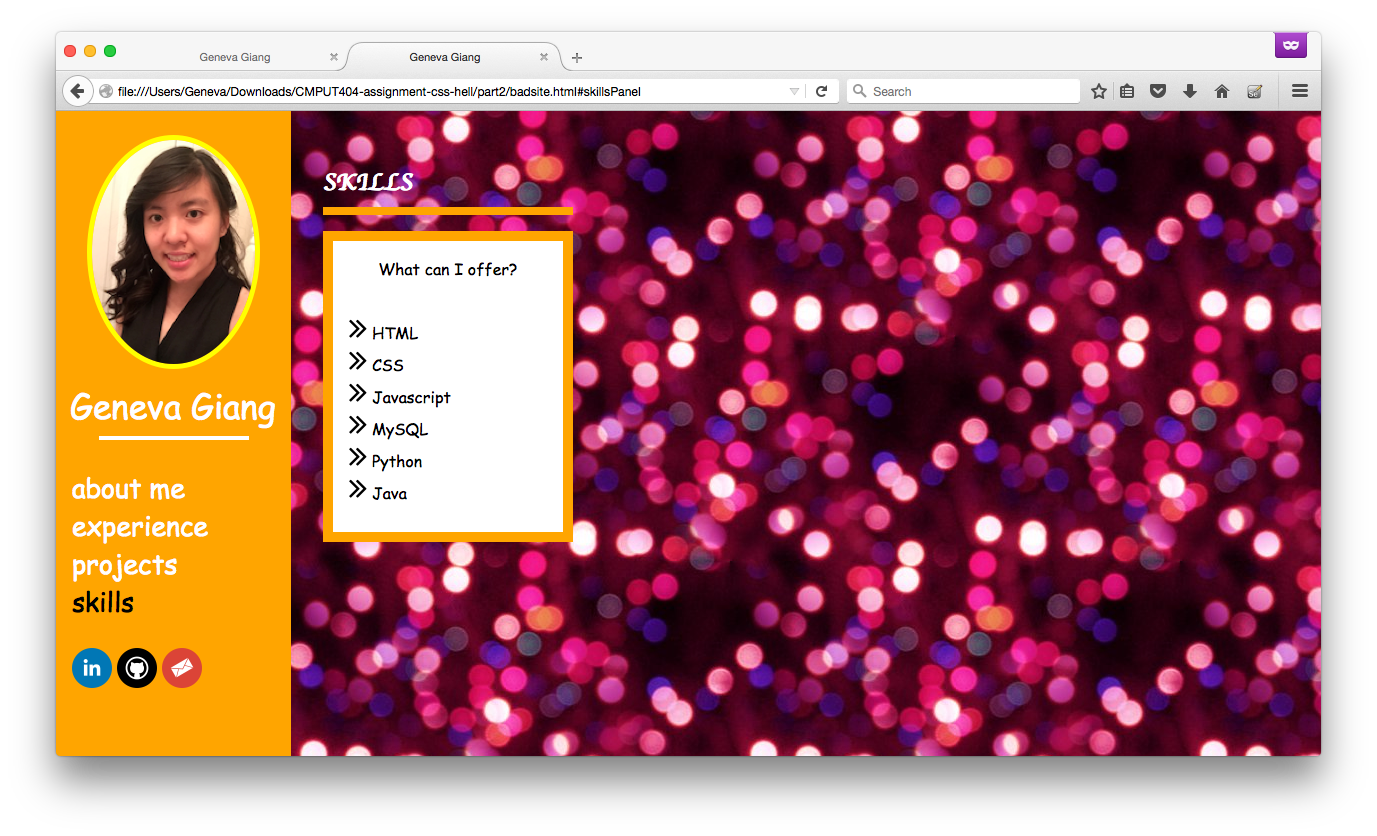 Geneva Giang
Geneva Giang
file:///Users/Geneva/Downloads/CMPUT404-assignment-css-hell/part2/badsite.html#skillsPanel
Search
Geneva Giang
about me
experience
projects
skills
in
SKILLS
What can I offer?
HTML
CSS
Javascript
MySQL
Python
Java